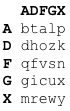 ADFGX
A btalp
D dhozk
F qfvsn
G gicux
X mrewy